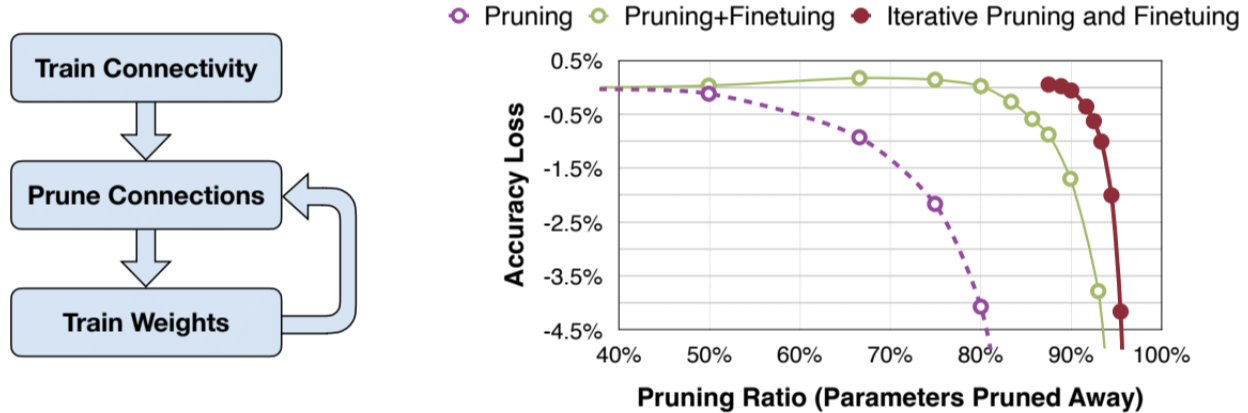 Train Connectivity
Prune Connections
Train Weights
Pruning
Pruning+Finetuing
Iterative Pruning and Finetuing
Accuracy Loss
0.5%
-0.5%
-1.5%
-2.5%
-3.5%
-4.5%
40% 50% 60% 70% 80% 90% 100%
Pruning Ratio (Parameters Pruned Away)